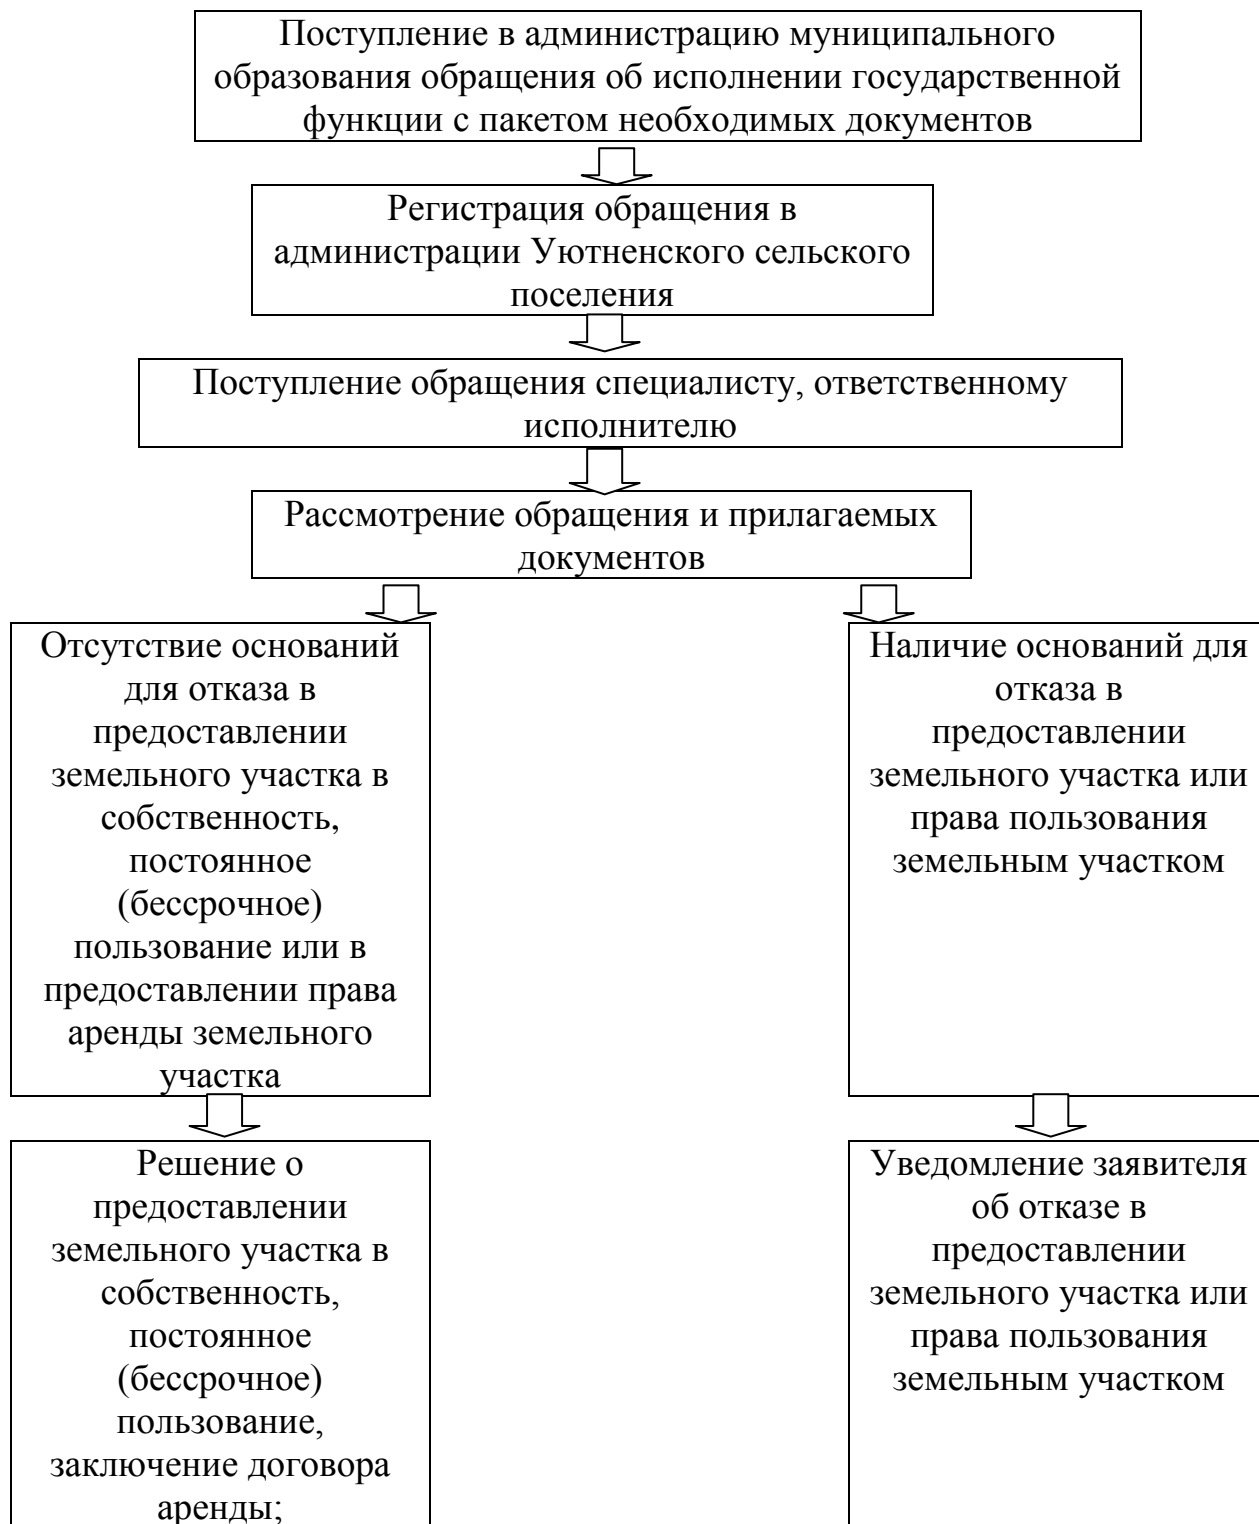 Поступление в администрацию муниципального
образования обращения об исполнении государственной
функции с пакетом необходимых документов
Регистрация обращения в
администрации Уютненского сельского
поселения
Поступление обращения специалисту, ответственному
исполнителю
Рассмотрение обращения и прилагаемых
документов
Отсутствие оснований
для отказа в
предоставлении
земельного участка в
собственность,
постоянное
(бессрочное)
пользование или в
предоставлении права
аренды земельного
участка
Наличие оснований для
отказа в
предоставлении
земельного участка или
права пользования
земельным участком
Решение о
предоставлении
земельного участка в
собственность,
постоянное
(бессрочное)
пользование,
заключение договора
аренды;
Уведомление заявителя
об отказе в
предоставлении
земельного участка или
права пользования
земельным участком